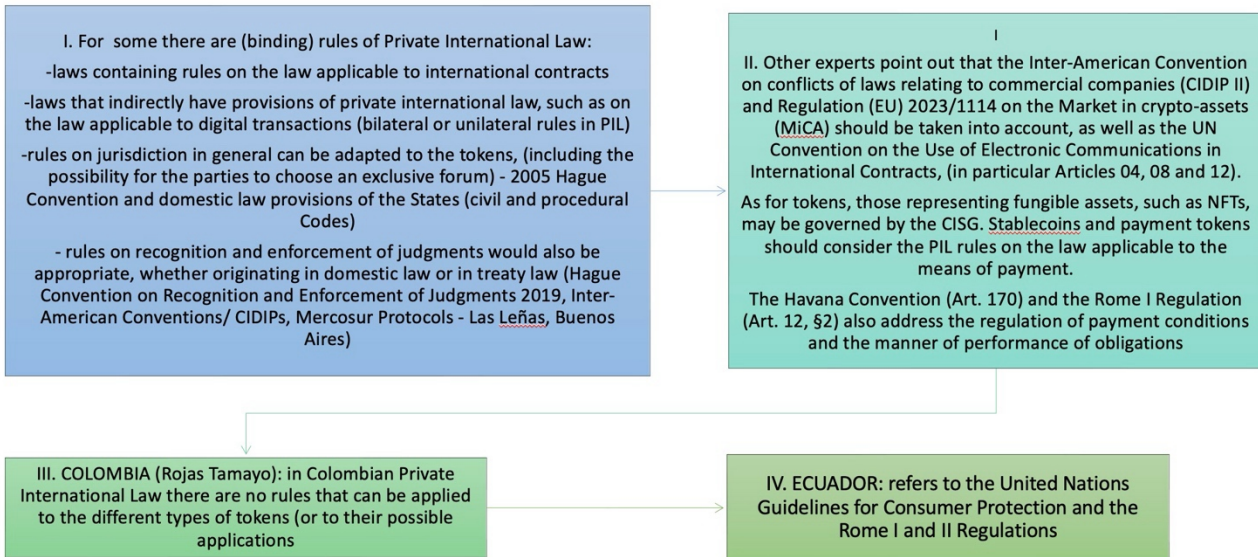 I. For some there are (binding) rules of Private International Law:
-laws containing rules on the law applicable to international contracts
-laws that indirectly have provisions of private international law, such as on
the law applicable to digital transactions (bilateral or unilateral rules in PIL)
-rules on jurisdiction in general can be adapted to the tokens, (including the
possibility for the parties to choose an exclusive forum) - 2005 Hague
Convention and domestic law provisions of the States (civil and procedural
Codes)
- rules on recognition and enforcement of judgments would also be
appropriate, whether originating in domestic law or in treaty law (Hague
Convention on Recognition and Enforcement of Judgments 2019, Inter-
American Conventions/ CIDIPs, Mercosur Protocols - Las Leñas, Buenos
Aires)
I
II. Other experts point out that the Inter-American Convention
on conflicts of laws relating to commercial companies (CIDIP II)
and Regulation (EU) 2023/1114 on the Market in crypto-assets
(MiCA) should be taken into account, as well as the UN
Convention on the Use of Electronic Communications in
International Contracts, (in particular Articles 04, 08 and 12).
As for tokens, those representing fungible assets, such as NFTs,
may be governed by the CISG. Stablecoins and payment tokens
should consider the PIL rules on the law applicable to the
means of payment.
The Havana Convention (Art. 170) and the Rome I Regulation
(Art. 12, §2) also address the regulation of payment conditions
and the manner of performance of obligations
III. COLOMBIA (Rojas Tamayo): in Colombian Private
International Law there are no rules that can be applied
to the different types of tokens (or to their possible
applications
IV. ECUADOR: refers to the United Nations
Guidelines for Consumer Protection and the
Rome I and II Regulations